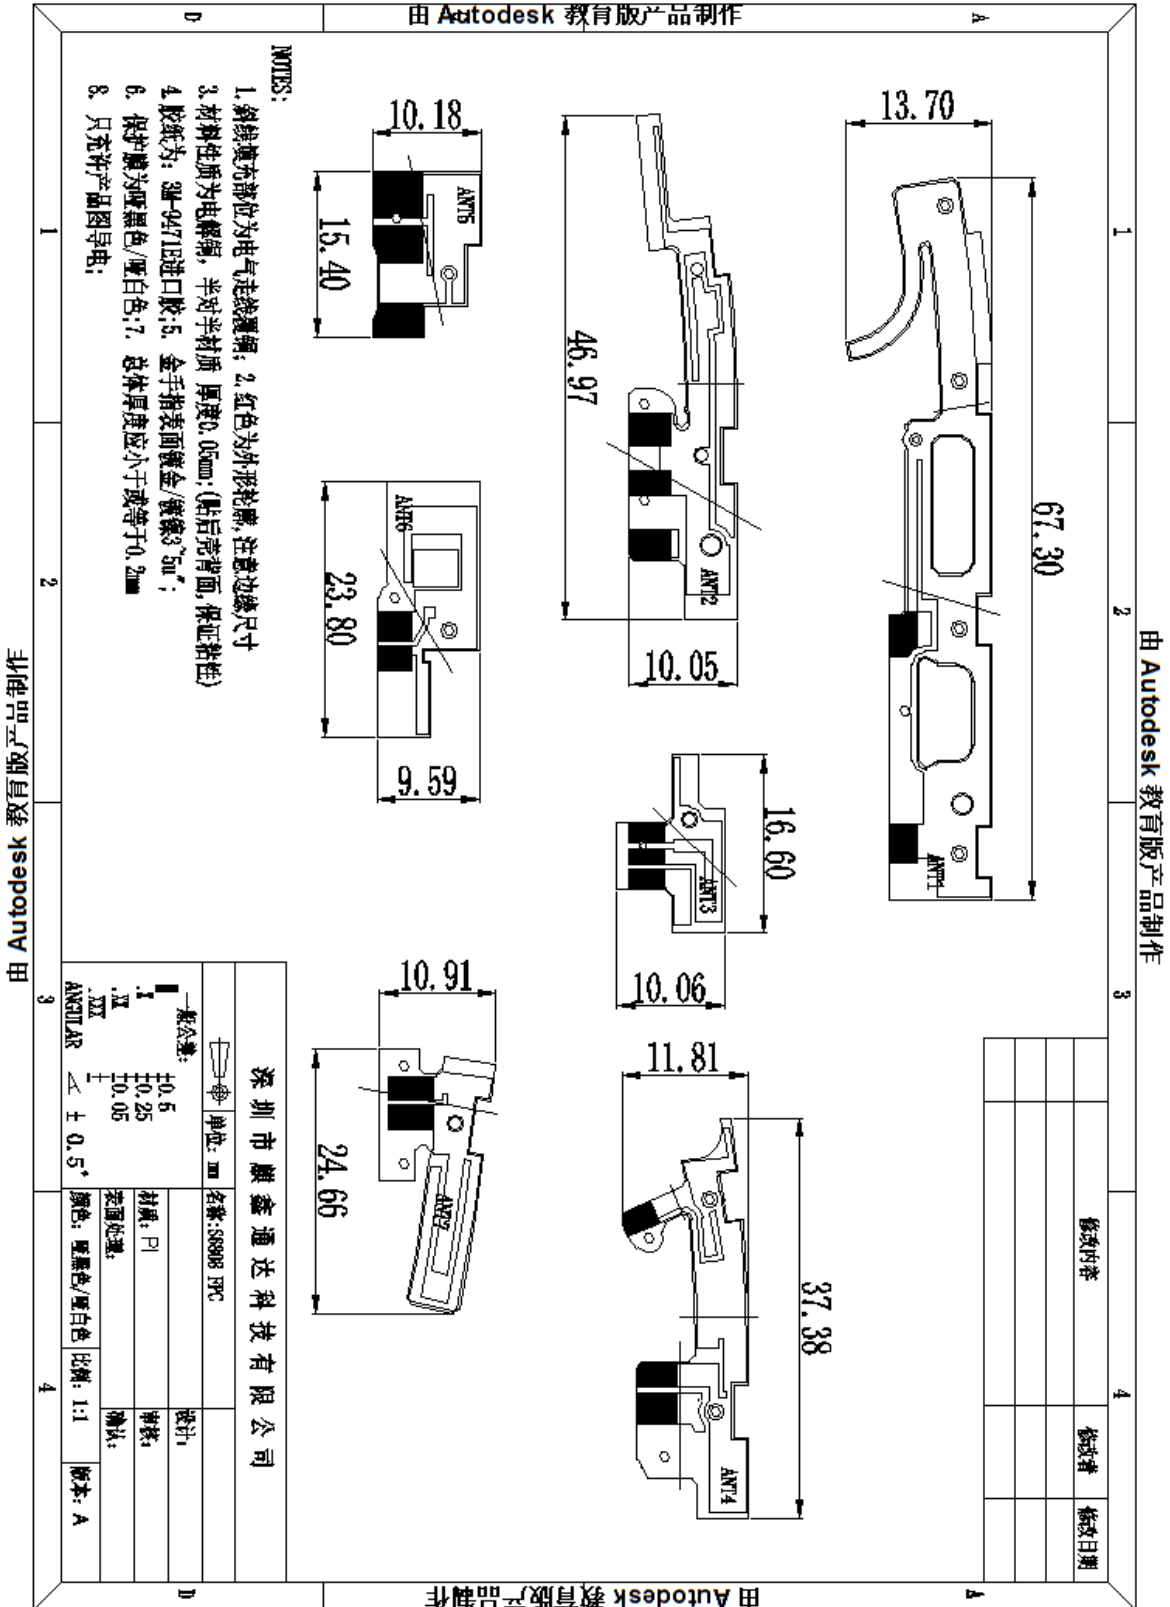 由 Autodesk 教育版产品制作
D
A
1
2
3
4
1
2
3
4
D
A
由 Autodesk 教育版产品制作
由 Autodesk 教育版产品制作
由 Autodesk 教育版产品制作
13.70
67.30
ANT1
46.97
10.05
ANT2
16.60
10.06
ANT3
11.81
37.38
ANT4
10.18
15.40
ANT5
23.80
9.59
ANT6
10.91
24.66
ANT7
NOTES:
1. 斜线填充部位为电气走线覆铜; 2. 红色为外形轮廓, 注意边缘尺寸
3. 材料性质为电解铜, 半对半材质 厚度0.05mm;(贴后壳背面, 保证粘性)
4. 胶纸为: 3M-9471E进口胶;5. 金手指表面镀金/镀镍3~5u";
6. 保护膜为哑黑色/哑白色;7. 总体厚度应小于或等于0.2mm
8. 只允许产品图导电;
修改内容
修改者
修改日期
深圳市麒鑫通达科技有限公司
单位: mm
名称:S6808 FPC
一般公差:
.X ±0.5
.XX ±0.25
.XXX ±0.05
ANGULAR ∠ ± 0.5°
设计:
材质: PI
审核:
表面处理:
确认:
颜色: 哑黑色/哑白色
比例: 1:1
版本: A